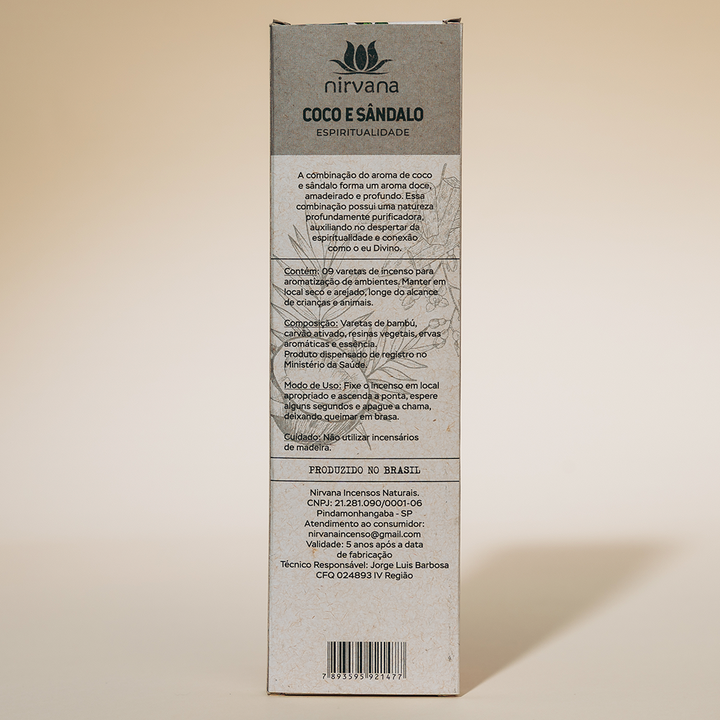 nirvana
COCO E SÂNDALO
ESPIRITUALIDADE
A combinação do aroma de coco
e sândalo forma um aroma doce,
amadeirado e profundo. Essa
combinação possui uma natureza
profundamente purificadora,
auxiliando no despertar da
espiritualidade e conexão
como o eu Divino.
Contém: 09 varetas de incenso para
aromatização de ambientes. Manter em
local seco e arejado, longe do alcance
de crianças e animais.
Composição: Varetas de bambú,
carvão ativado, resinas vegetais, ervas
aromáticas e essência.
Produto dispensado de registro no
Ministério da Saúde.
Modo de Uso: Fixe o incenso em local
apropriado e ascenda a ponta, espere
alguns segundos e apague a chama,
deixando queimar em brasa.
Cuidado: Não utilizar incensários
de madeira.
PRODUZIDO NO BRASIL
Nirvana Incensos Naturais.
CNPJ: 21.281.090/0001-06
Pindamonhangaba - SP
Atendimento ao consumidor:
nirvanaincenso@gmail.com
Validade: 5 anos após a data
de fabricação
Técnico Responsável: Jorge Luis Barbosa
CFQ 024893 IV Região
7 893595 921477